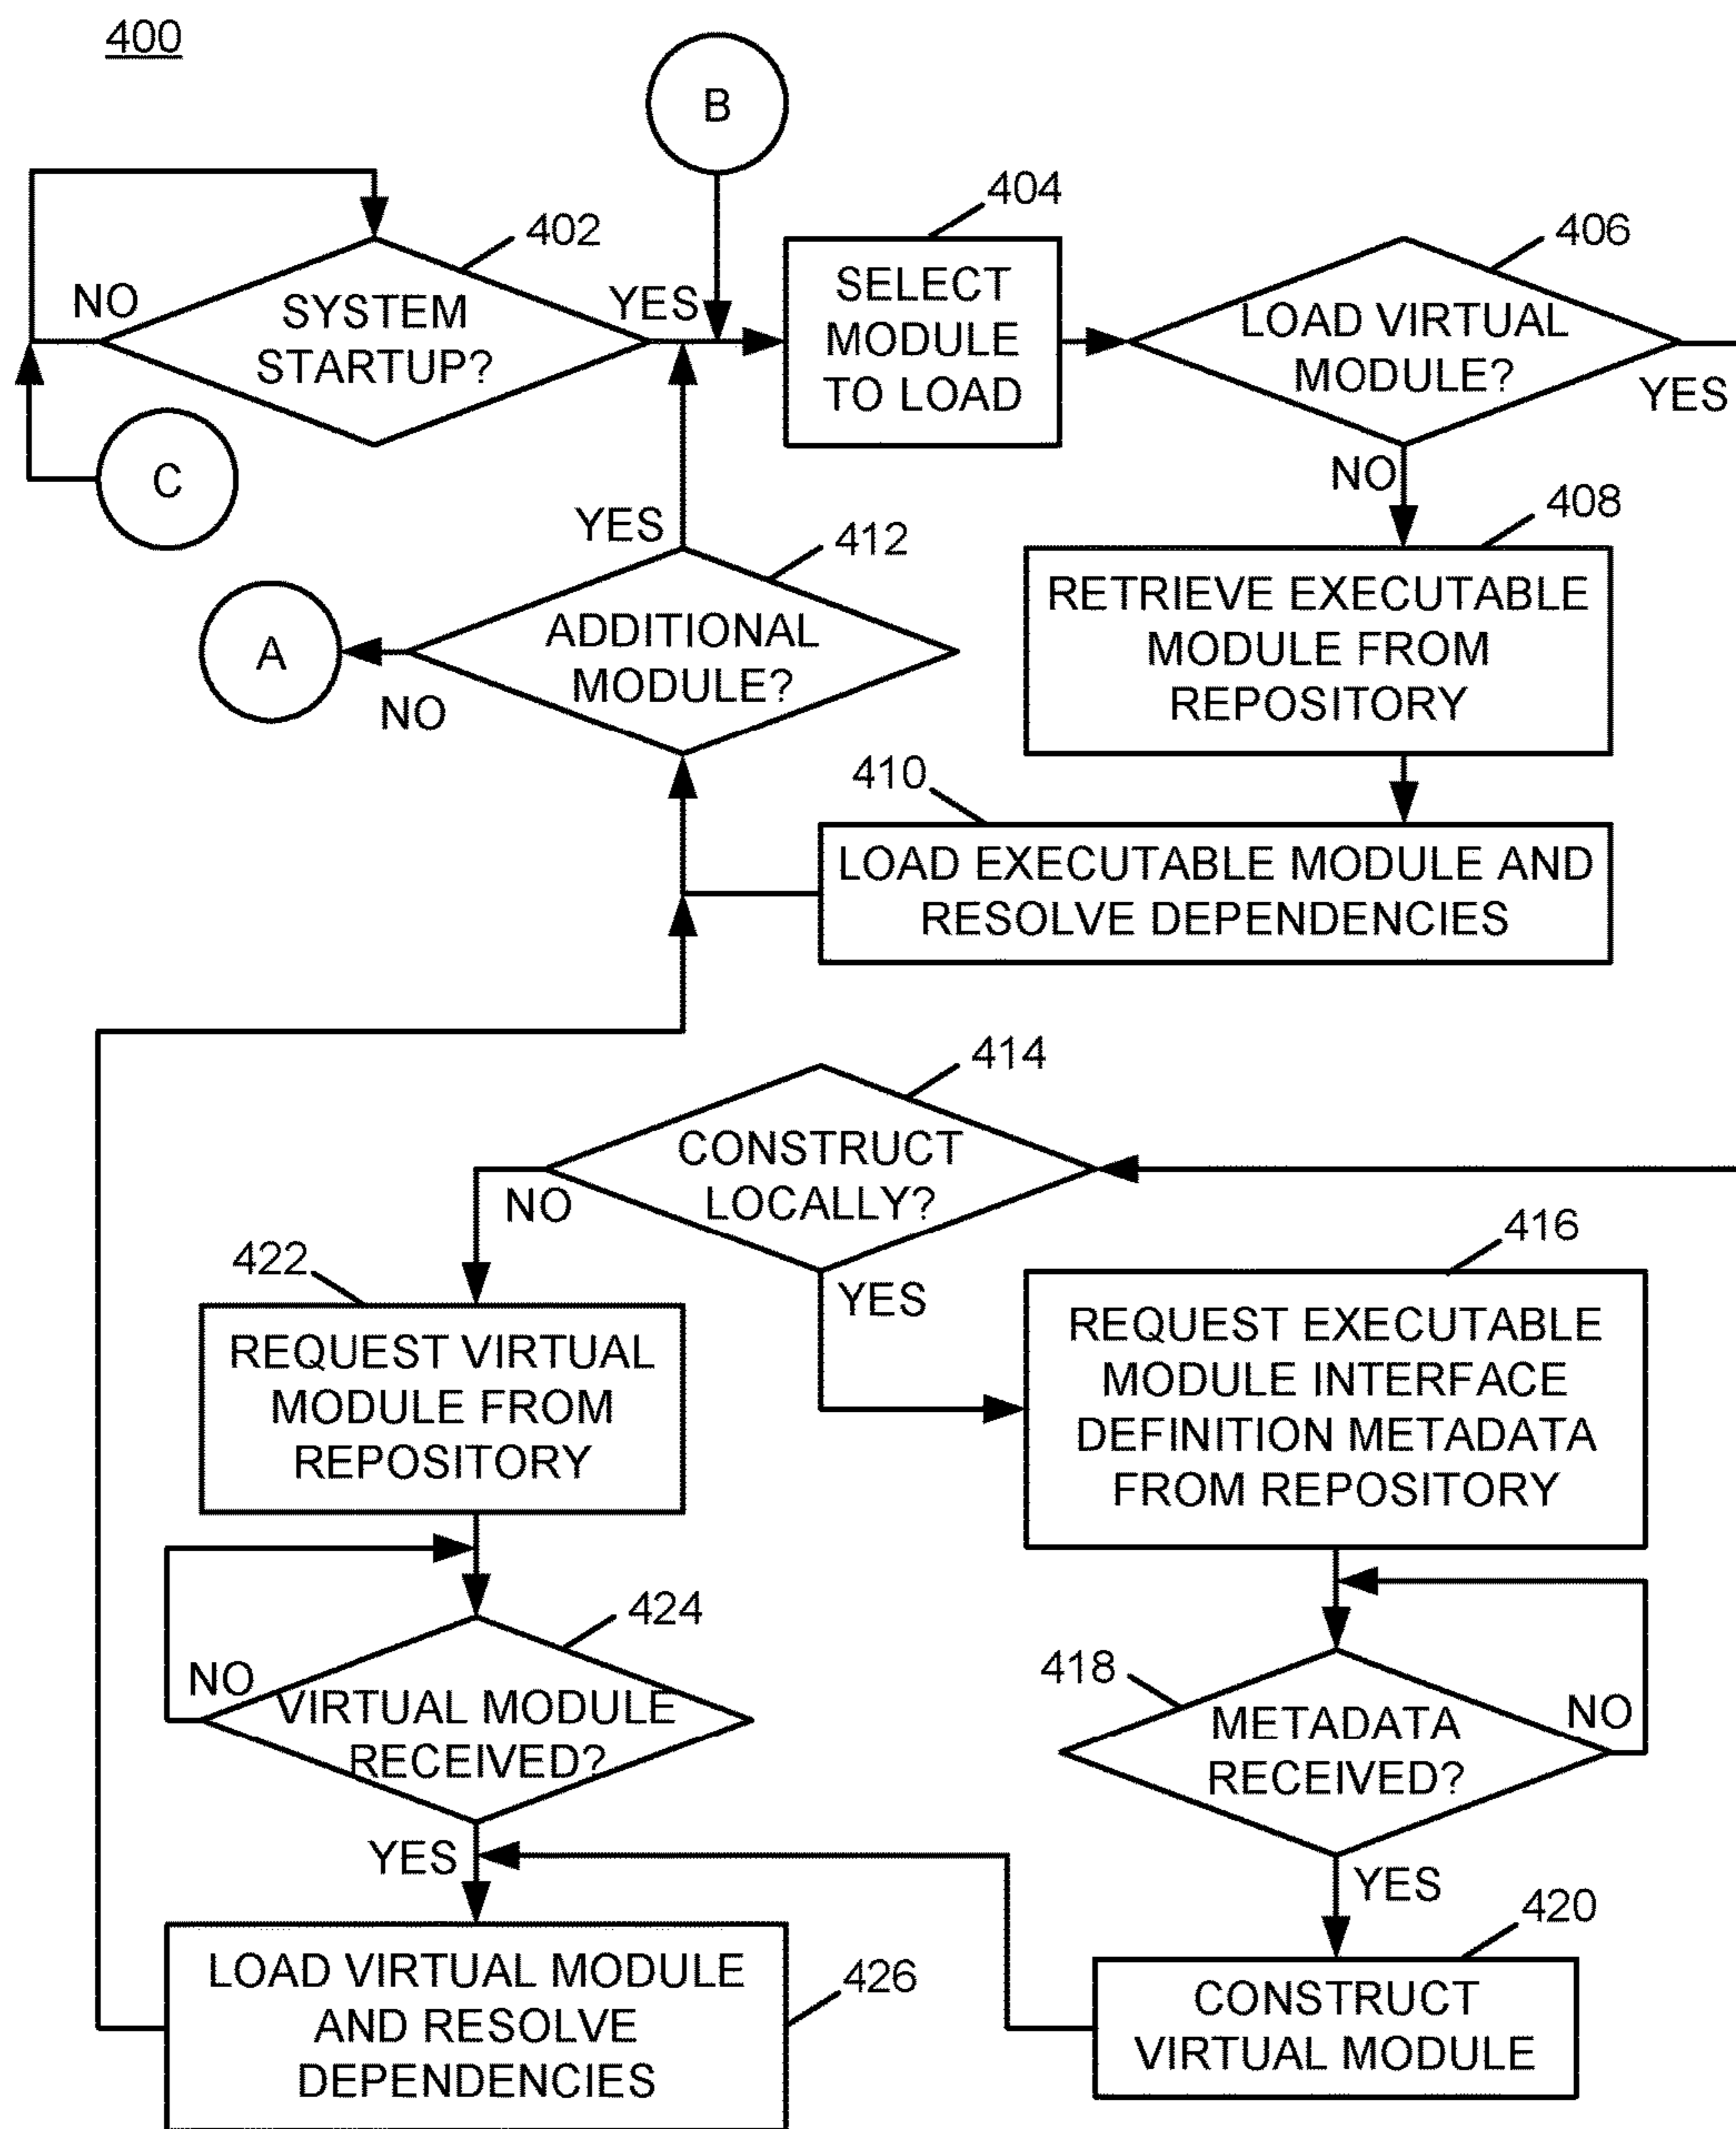 400
B
402
NO
SYSTEM
STARTUP?
YES
404
SELECT
MODULE
TO LOAD
406
LOAD VIRTUAL
MODULE?
YES
NO
C
408
RETRIEVE EXECUTABLE
MODULE FROM
REPOSITORY
YES
412
ADDITIONAL
MODULE?
A
NO
410
LOAD EXECUTABLE MODULE AND
RESOLVE DEPENDENCIES
414
CONSTRUCT
LOCALLY?
NO
YES
422
REQUEST VIRTUAL
MODULE FROM
REPOSITORY
416
REQUEST EXECUTABLE
MODULE INTERFACE
DEFINITION METADATA
FROM REPOSITORY
424
NO
VIRTUAL MODULE
RECEIVED?
YES
418
METADATA
RECEIVED?
NO
YES
426
LOAD VIRTUAL MODULE
AND RESOLVE
DEPENDENCIES
420
CONSTRUCT
VIRTUAL MODULE